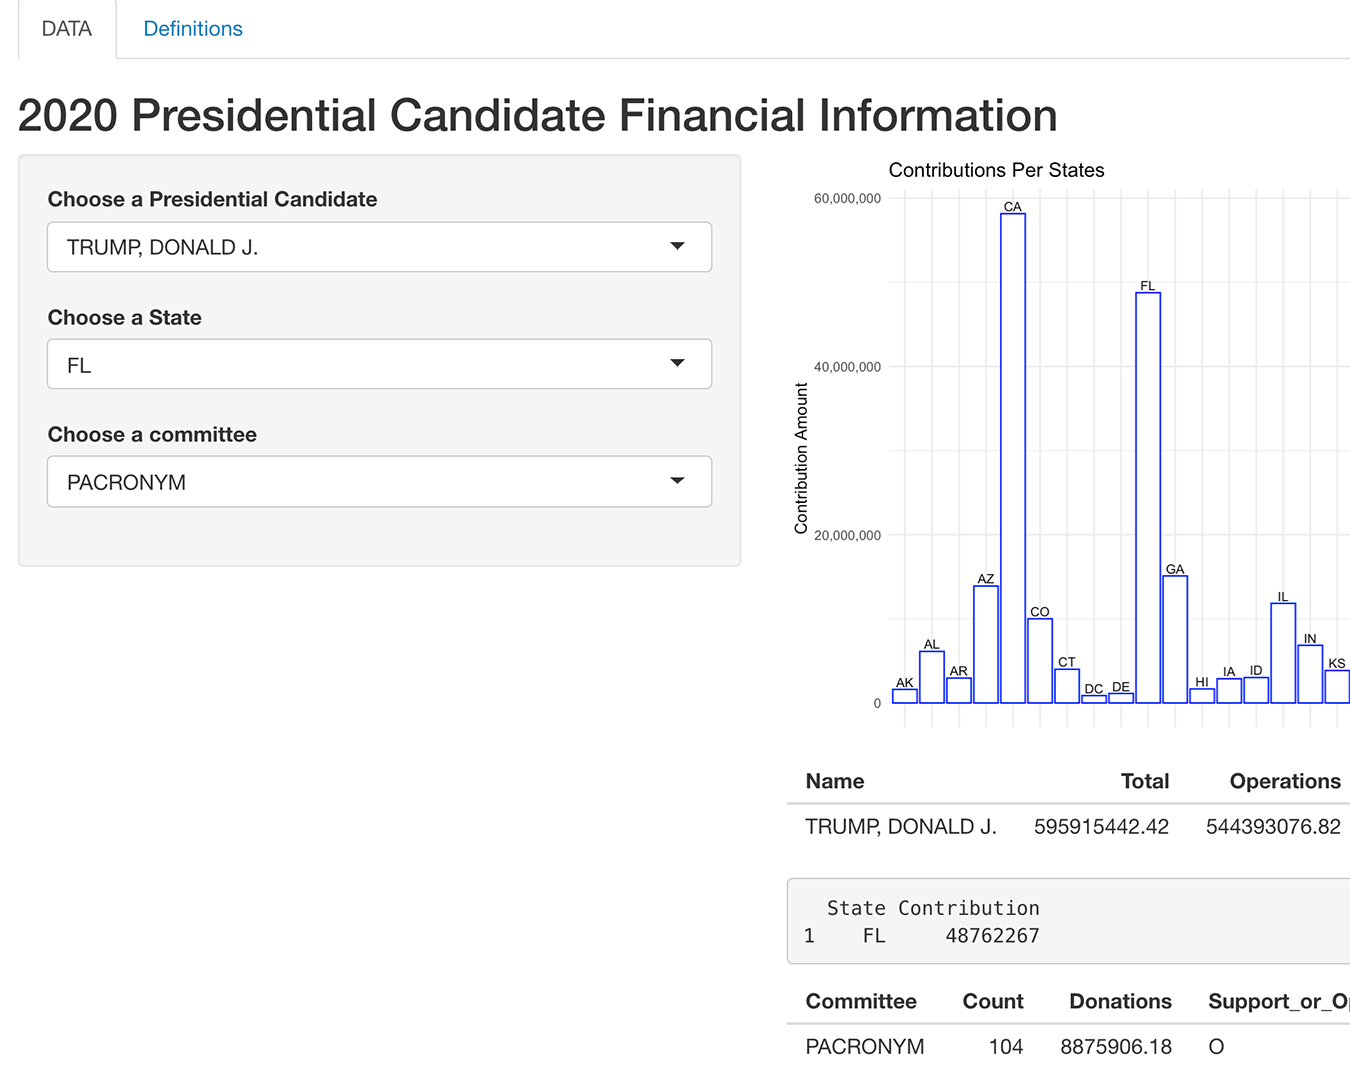 DATA Definitions
2020 Presidential Candidate Financial Information
Choose a Presidential Candidate
TRUMP, DONALD J.
Choose a State
FL
Choose a committee
PACRONYM
Contributions Per States
60,000,000
40,000,000
20,000,000
0
Contribution Amount
AK AL AR AZ CA CO CT DC DE FL GA HI IA ID IL IN KS
Name Total Operations
TRUMP, DONALD J. 595915442.42 544393076.82
State Contribution
1 FL 48762267
Committee Count Donations Support_or_O
PACRONYM 104 8875906.18 O